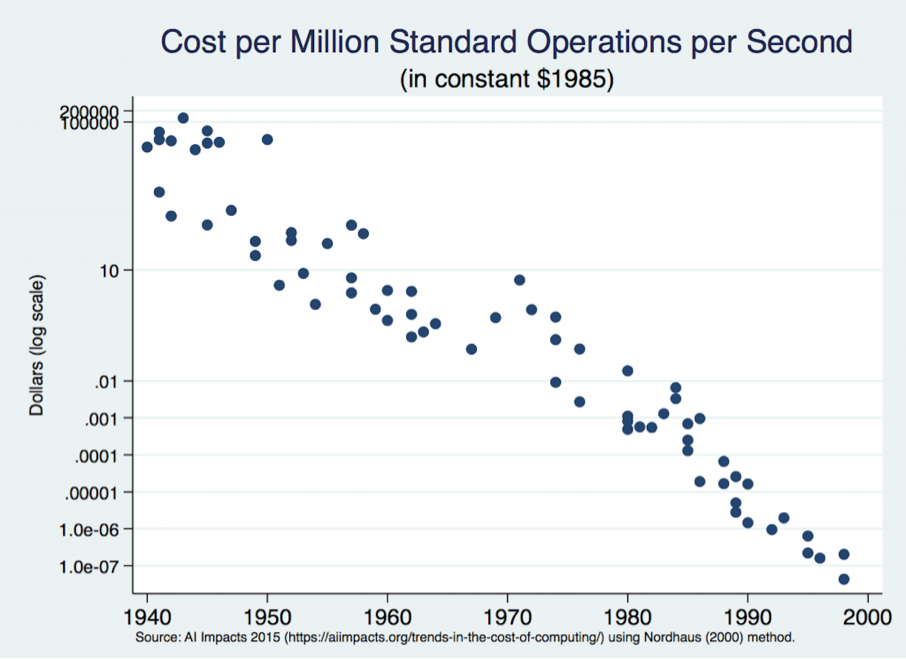 Cost per Million Standard Operations per Second
(in constant $1985)
Dollars (log scale)
200000
100000
10
.01
.001
.0001
.00001
1.0e-06
1.0e-07
1940 1950 1960 1970 1980 1990 2000
Source: AI Impacts 2015 (https://aiimpacts.org/trends-in-the-cost-of-computing/) using Nordhaus (2000) method.